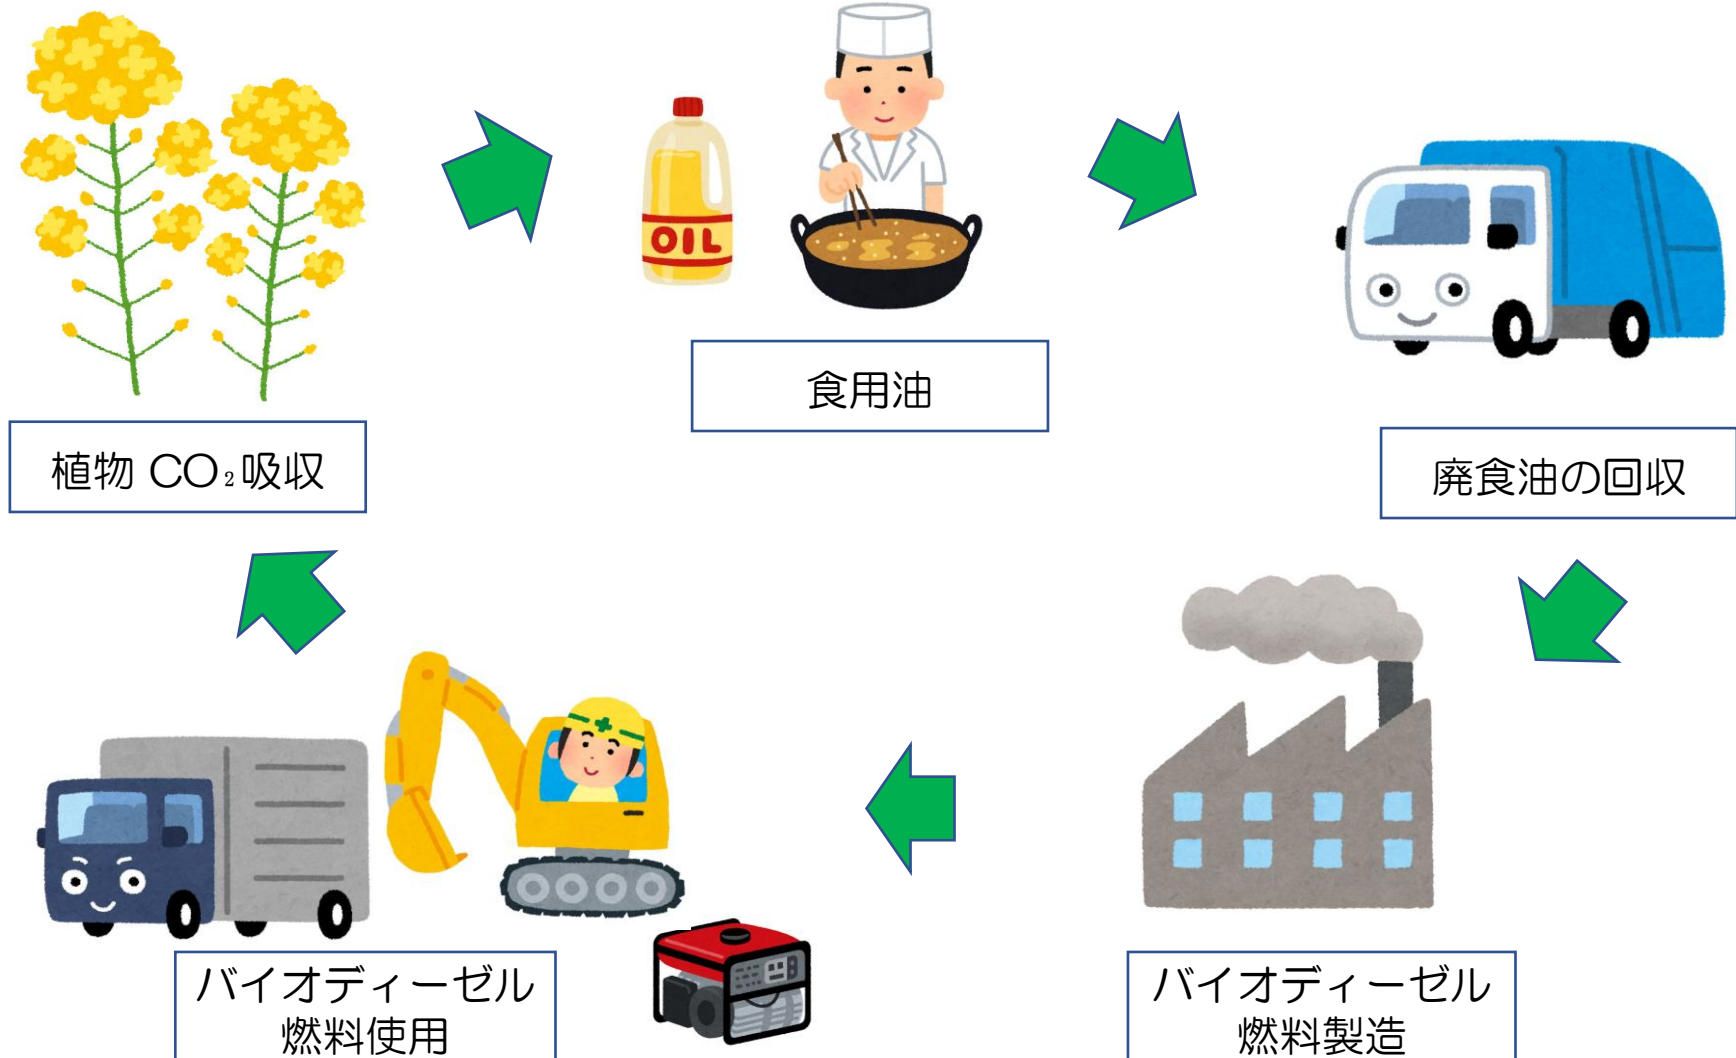 OIL
食用油
植物 CO₂吸収
廃食油の回収
バイオディーゼル
燃料使用
バイオディーゼル
燃料製造